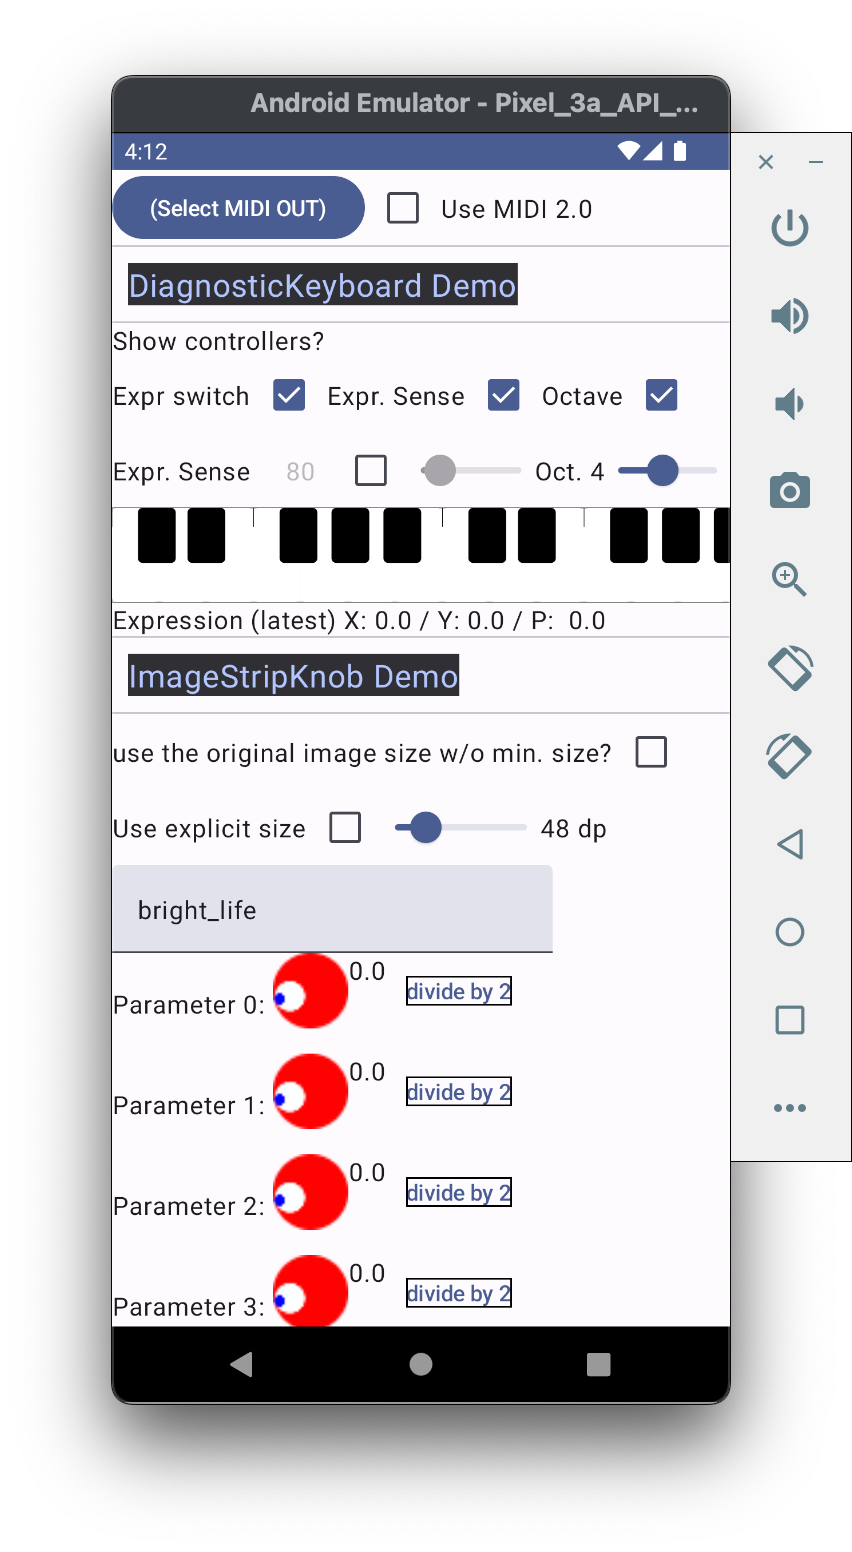 Android Emulator - Pixel_3a_API_...
4:12
(Select MIDI OUT) Use MIDI 2.0
DiagnosticKeyboard Demo
Show controllers?
Expr switch Expr. Sense Octave
Expr. Sense 80 Oct. 4
Expression (latest) X: 0.0 / Y: 0.0 / P: 0.0
ImageStripKnob Demo
use the original image size w/o min. size?
Use explicit size 48 dp
bright_life
Parameter 0: 0.0 divide by 2
Parameter 1: 0.0 divide by 2
Parameter 2: 0.0 divide by 2
Parameter 3: 0.0 divide by 2